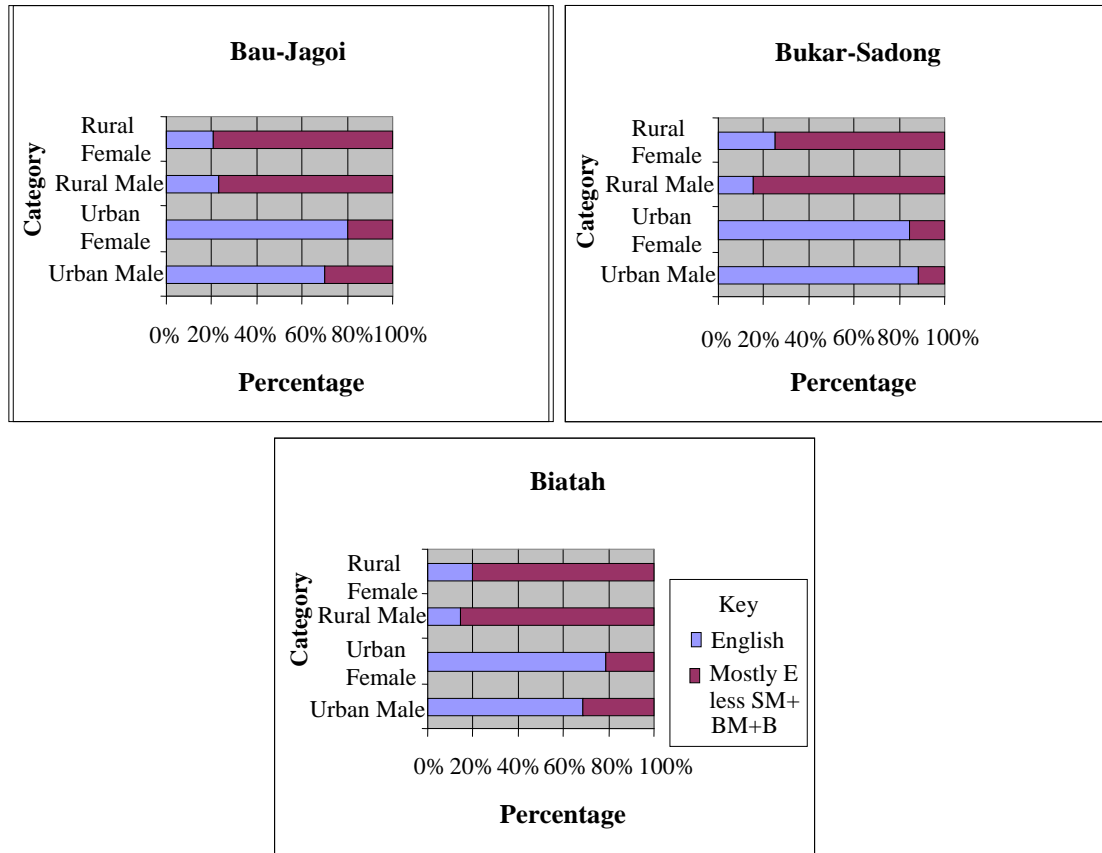 Bau-Jagoi
Category
Rural
Female
Rural Male
Urban
Female
Urban Male
0% 20% 40% 60% 80% 100%
Percentage
Bukar-Sadong
Category
Rural
Female
Rural Male
Urban
Female
Urban Male
0% 20% 40% 60% 80% 100%
Percentage
Biatah
Category
Rural
Female
Rural Male
Urban
Female
Urban Male
0% 20% 40% 60% 80% 100%
Percentage
Key
English
Mostly E
less SM+
BM+B